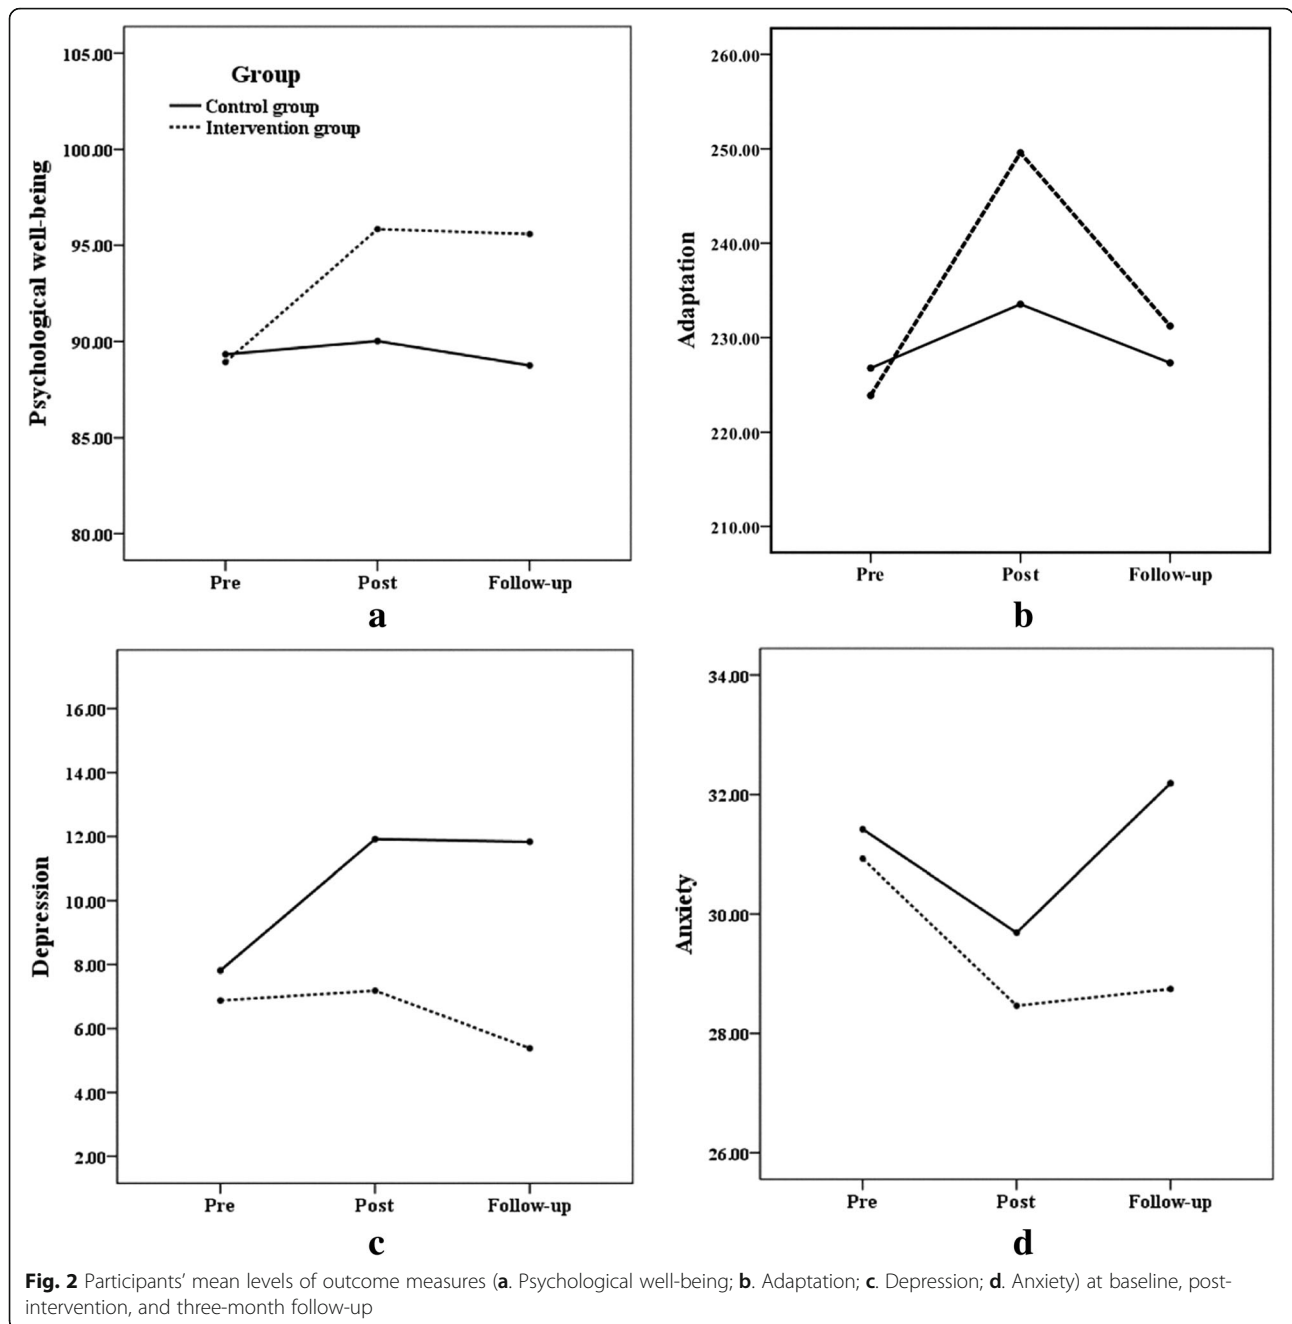 105.00
100.00
95.00
90.00
85.00
80.00
Psychological well-being
Group
Control group
Intervention group
Pre Post Follow-up
a
260.00
250.00
240.00
230.00
220.00
210.00
Adaptation
Pre Post Follow-up
b
16.00
14.00
12.00
10.00
8.00
6.00
4.00
2.00
Depression
Pre Post Follow-up
c
34.00
32.00
30.00
28.00
26.00
Anxiety
Pre Post Follow-up
d
Fig. 2 Participants’ mean levels of outcome measures (a. Psychological well-being; b. Adaptation; c. Depression; d. Anxiety) at baseline, post-
intervention, and three-month follow-up